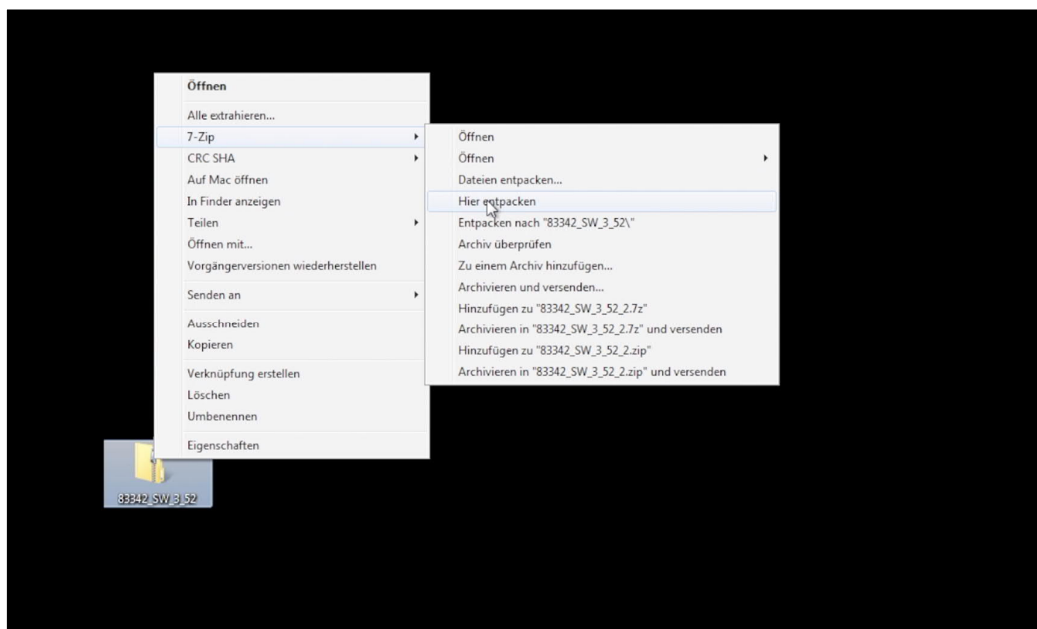 Öffnen
Alle extrahieren...
7-Zip
CRC SHA
Auf Mac öffnen
In Finder anzeigen
Teilen
Öffnen mit...
Vorgängerversionen wiederherstellen
Senden an
Ausschneiden
Kopieren
Verknüpfung erstellen
Löschen
Umbenennen
Eigenschaften
Öffnen
Öffnen
Dateien entpacken...
Hier entpacken
Entpacken nach "83342_SW_3_52\"
Archiv überprüfen
Zu einem Archiv hinzufügen...
Archivieren und versenden...
Hinzufügen zu "83342_SW_3_52_2.7z"
Archivieren in "83342_SW_3_52_2.7z" und versenden
Hinzufügen zu "83342_SW_3_52_2.zip"
Archivieren in "83342_SW_3_52_2.zip" und versenden
83342_SW_3_52